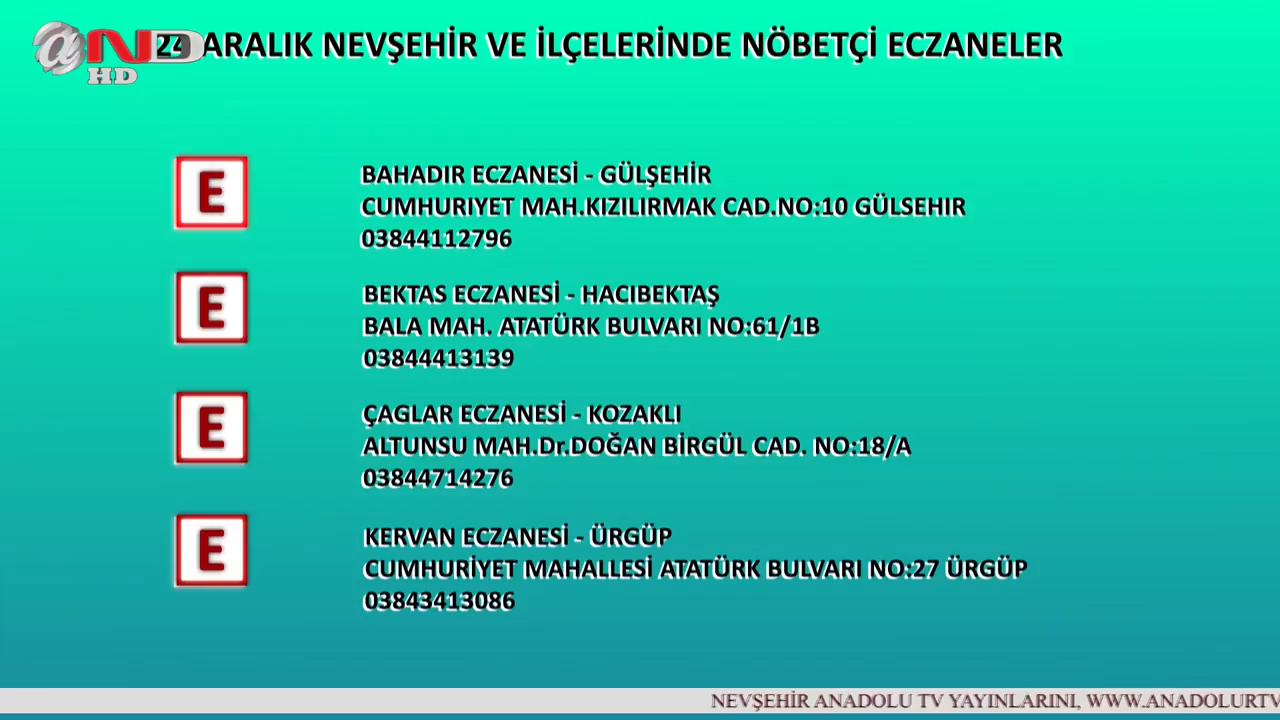 @ND
HD
24 ARALIK NEVŞEHİR VE İLÇELERİNDE NÖBETÇİ ECZANELER
E
BAHADIR ECZANESİ - GÜLŞEHİR
CUMHURIYET MAH.KIZILIRMAK CAD.NO:10 GÜLSEHIR
03844112796
E
BEKTAS ECZANESİ - HACIBEKTAŞ
BALA MAH. ATATÜRK BULVARI NO:61/1B
03844413139
E
ÇAGLAR ECZANESİ - KOZAKLI
ALTUNSU MAH.Dr.DOĞAN BİRGÜL CAD. NO:18/A
03844714276
E
KERVAN ECZANESİ - ÜRGÜP
CUMHURİYET MAHALLESİ ATATÜRK BULVARI NO:27 ÜRGÜP
03843413086
NEVŞEHİR ANADOLU TV YAYINLARINI, WWW.ANADOLURTV